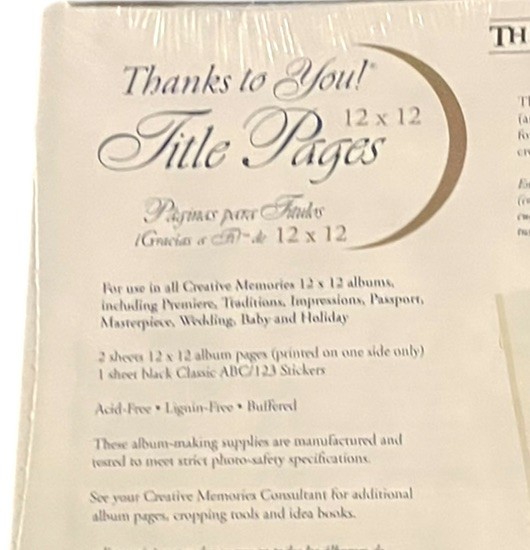 Thanks to You!®
12 x 12
Title Pages
Páginas para Títulos
¡Gracias a Ti!™ de 12 x 12
For use in all Creative Memories 12 x 12 albums,
including Premiere, Traditions, Impressions, Passport,
Masterpiece, Wedding, Baby and Holiday
2 sheets 12 x 12 album pages (printed on one side only)
1 sheet black Classic ABC/123 Stickers
Acid-Free • Lignin-Free • Buffered
These album-making supplies are manufactured and
tested to meet strict photo-safety specifications.
See your Creative Memories Consultant for additional
album pages, cropping tools and idea books.
TH